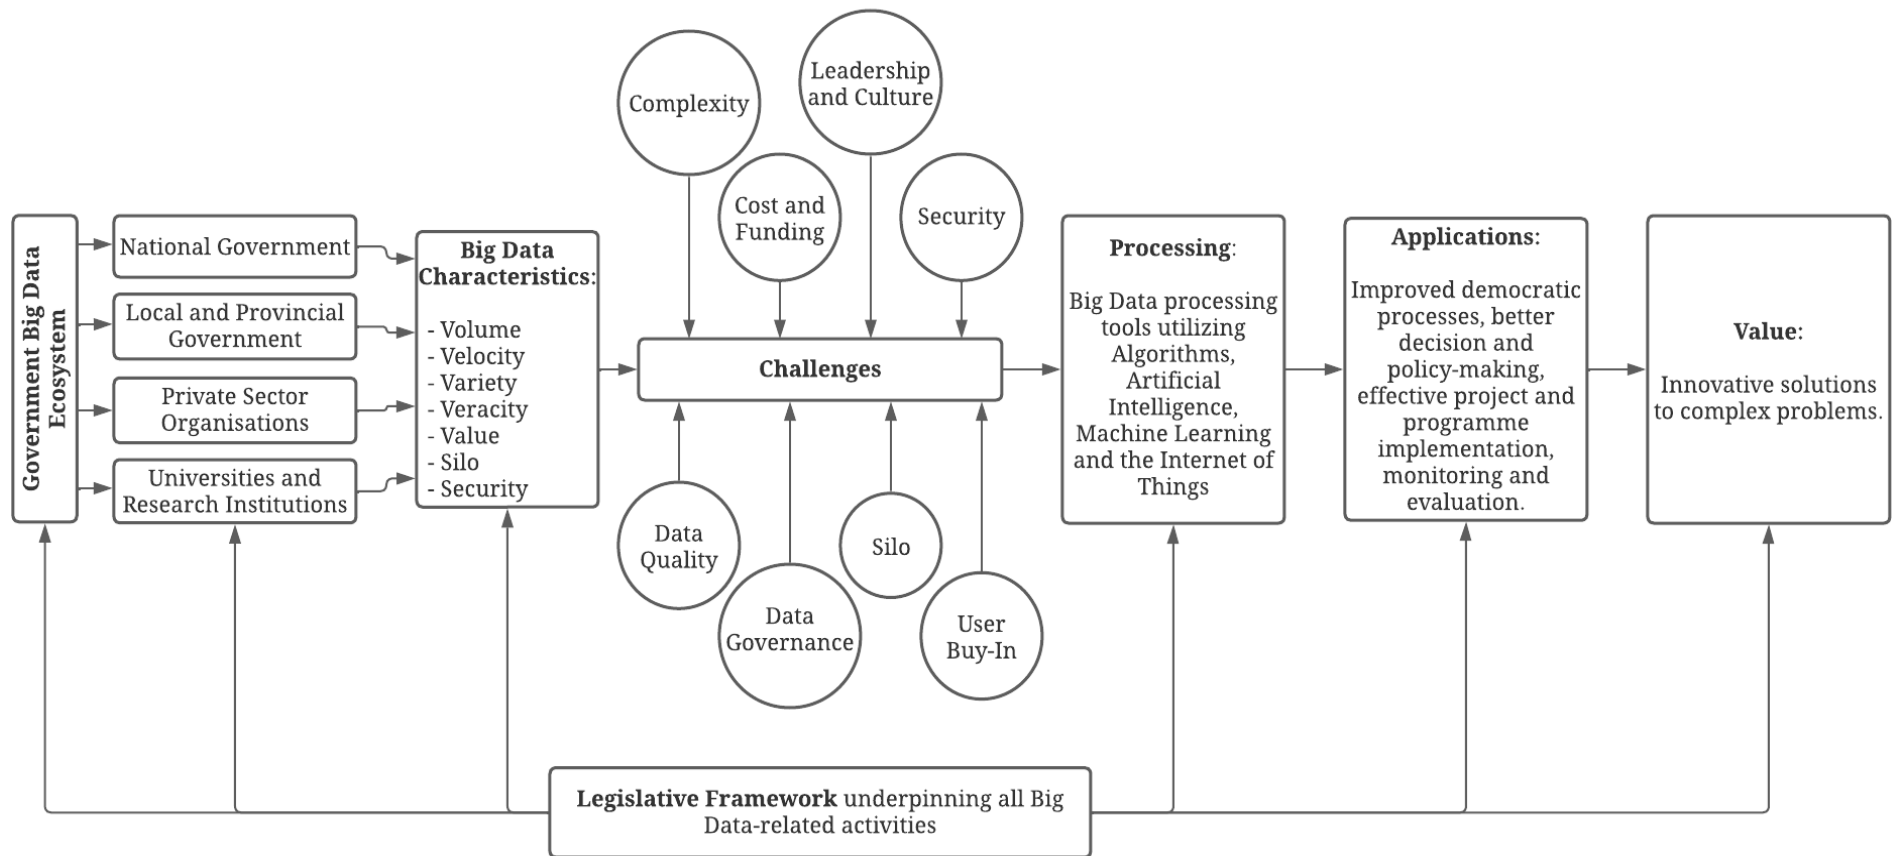 Government Big Data
Ecosystem
National Government
Local and Provincial
Government
Private Sector
Organisations
Universities and
Research Institutions
Big Data
Characteristics:
- Volume
- Velocity
- Variety
- Veracity
- Value
- Silo
- Security
Complexity
Leadership
and Culture
Cost and
Funding
Security
Challenges
Data
Quality
Data
Governance
Silo
User
Buy-In
Processing:
Big Data processing
tools utilizing
Algorithms,
Artificial
Intelligence,
Machine Learning
and the Internet of
Things
Applications:
Improved democratic
processes, better
decision and
policy-making,
effective project and
programme
implementation,
monitoring and
evaluation.
Value:
Innovative solutions
to complex problems.
Legislative Framework underpinning all Big
Data-related activities